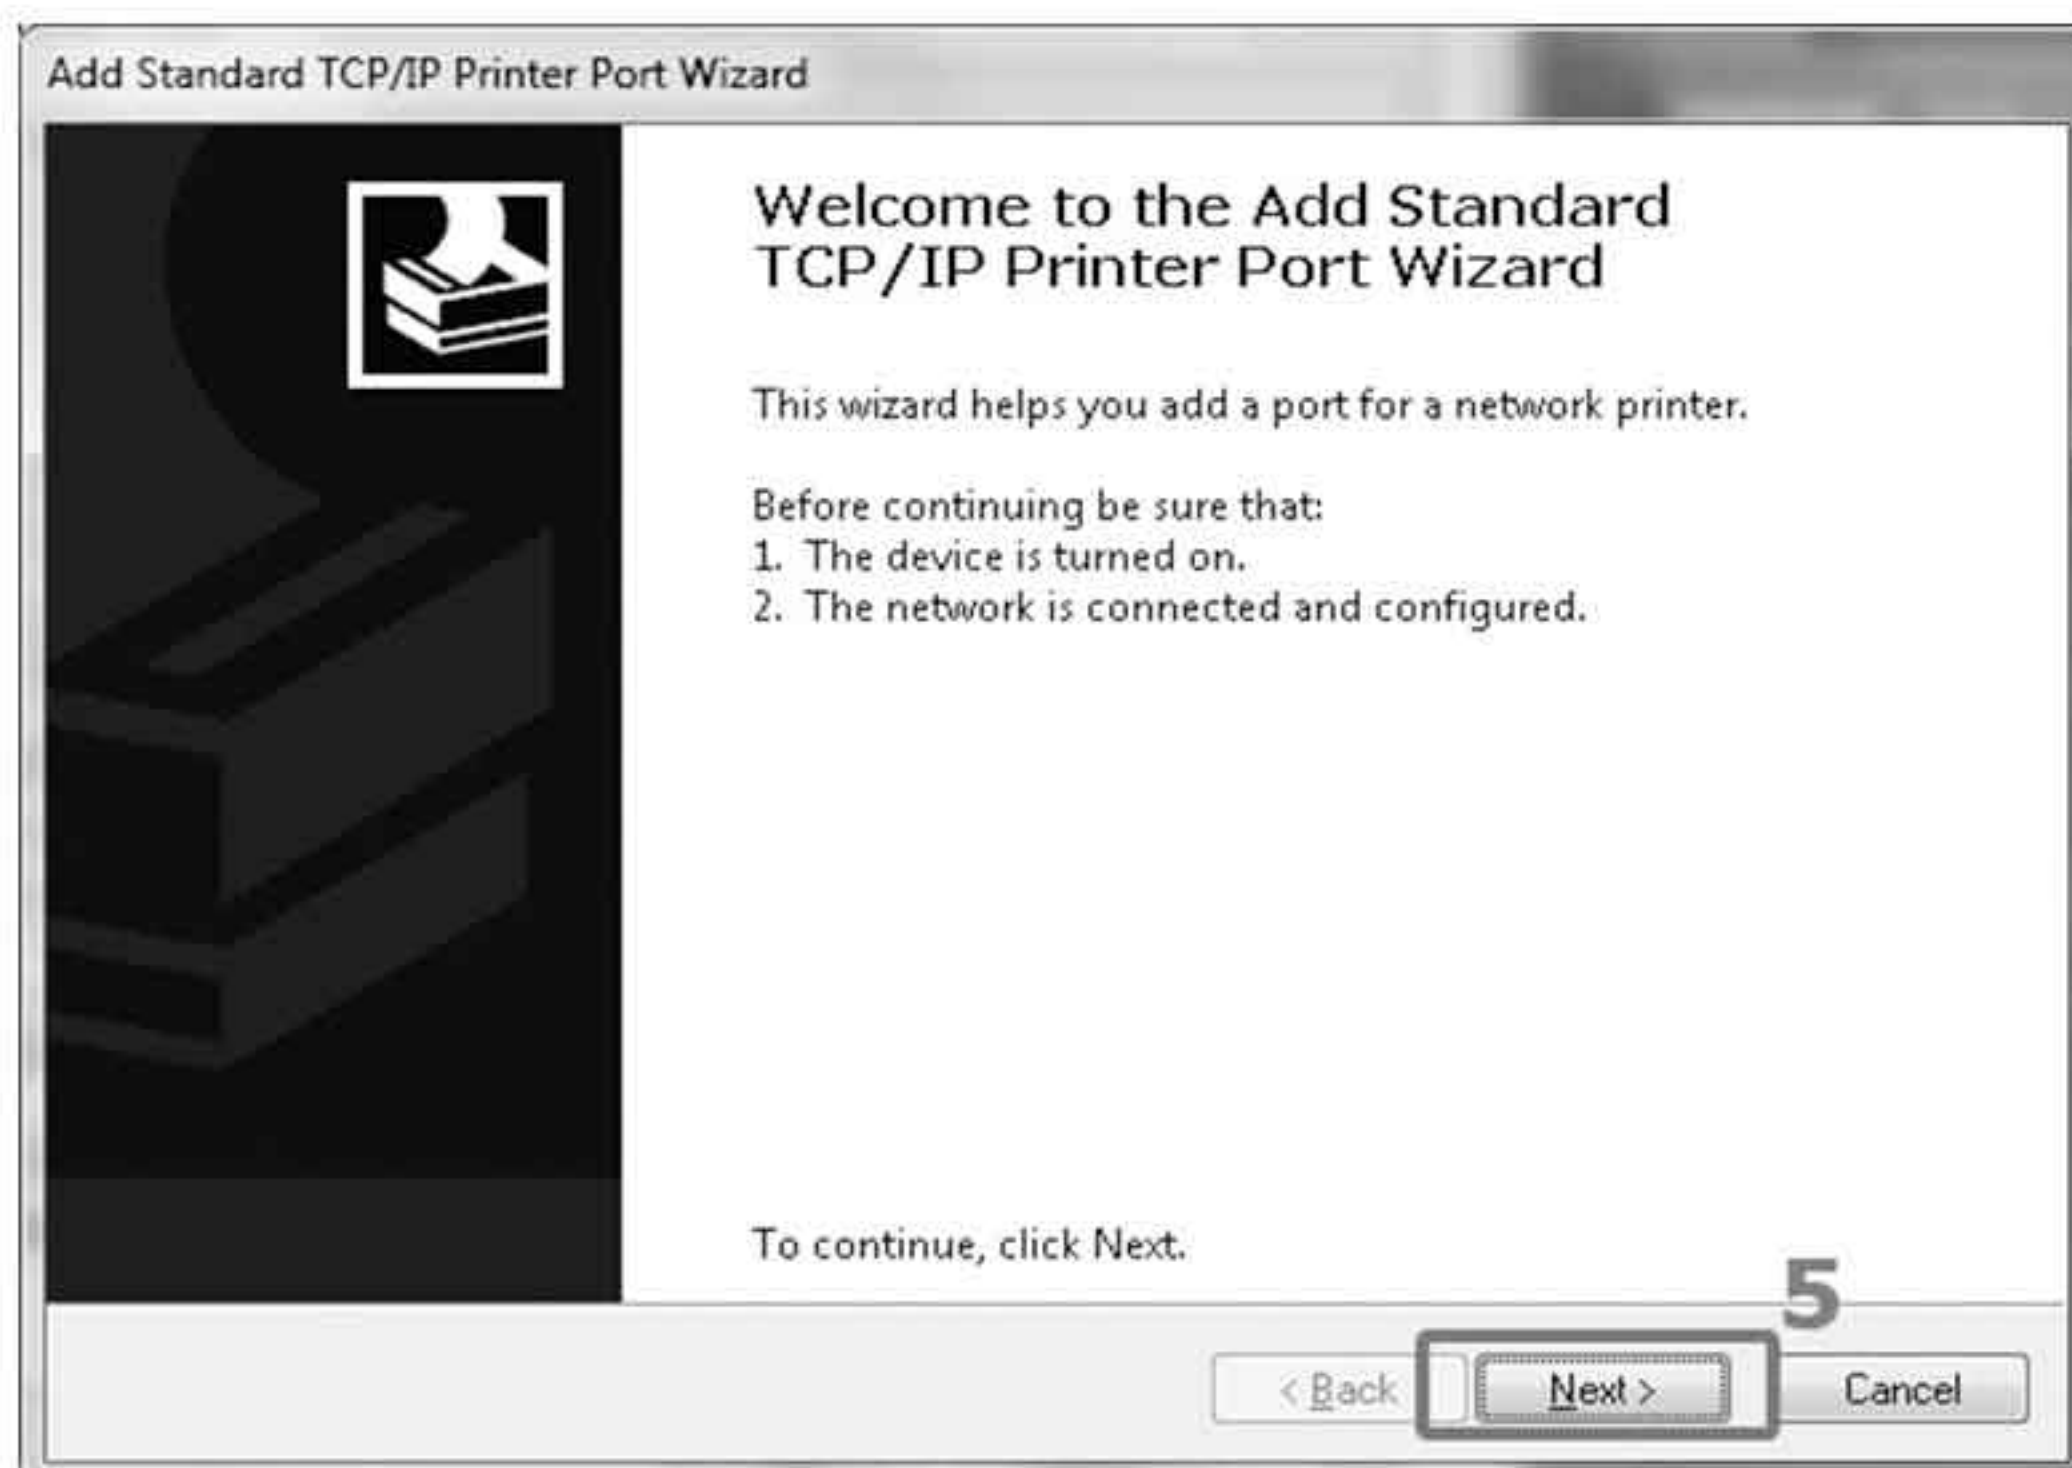 Add Standard TCP/IP Printer Port Wizard
Welcome to the Add Standard
TCP/IP Printer Port Wizard
This wizard helps you add a port for a network printer.
Before continuing be sure that:
1. The device is turned on.
2. The network is connected and configured.
To continue, click Next.
5
< Back
Next >
Cancel